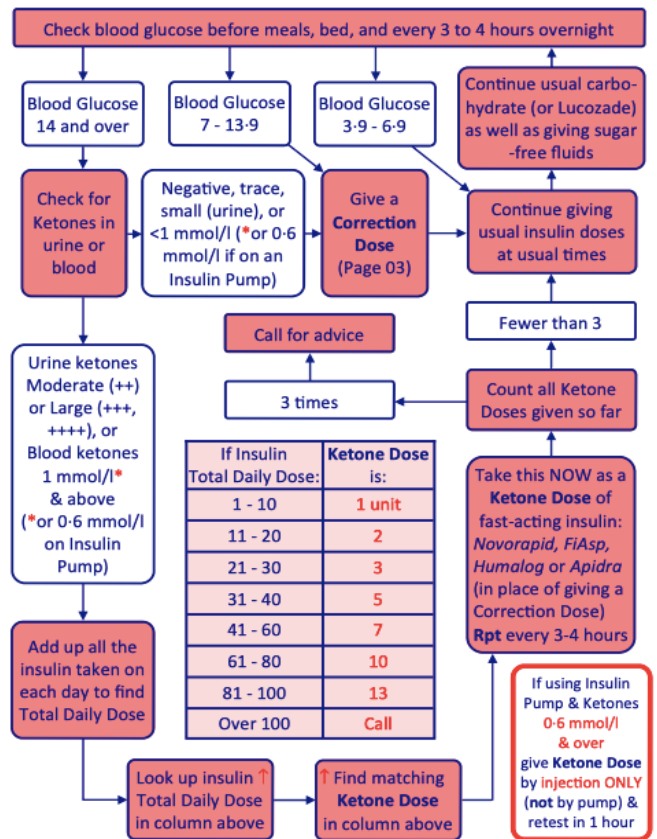 Check blood glucose before meals, bed, and every 3 to 4 hours overnight
Blood Glucose
14 and over
Blood Glucose
7 - 13·9
Blood Glucose
3·9 - 6·9
Continue usual carbo-
hydrate (or Lucozade)
as well as giving sugar
-free fluids
Check for
Ketones in
urine or
blood
Negative, trace,
small (urine), or
<1 mmol/l (*or 0·6
mmol/l if on an
Insulin Pump)
Give a
Correction
Dose
(Page 03)
Continue giving
usual insulin doses
at usual times
Fewer than 3
Call for advice
3 times
Count all Ketone
Doses given so far
Urine ketones
Moderate (++)
or Large (+++,
++++), or
Blood ketones
1 mmol/l*
& above
(*or 0·6 mmol/l
on Insulin
Pump)
If Insulin Total Daily Dose: Ketone Dose is:
1 - 10 1 unit
11 - 20 2
21 - 30 3
31 - 40 5
41 - 60 7
61 - 80 10
81 - 100 13
Over 100 Call
Take this NOW as a
Ketone Dose of
fast-acting insulin:
Novorapid, FiAsp,
Humalog or Apidra
(in place of giving a
Correction Dose)
Rpt every 3-4 hours
Add up all the
insulin taken on
each day to find
Total Daily Dose
Look up insulin ↑
Total Daily Dose
in column above
↑ Find matching
Ketone Dose
in column above
If using Insulin
Pump & Ketones
0·6 mmol/l
& over
give Ketone Dose
by injection ONLY
(not by pump) &
retest in 1 hour